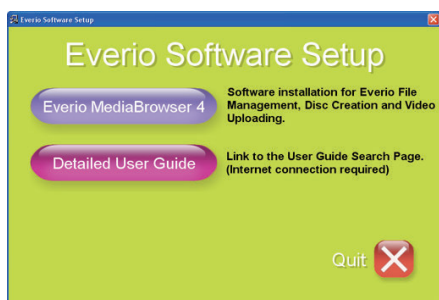 Everio Software Setup
Everio Software Setup
Everio MediaBrowser 4
Software installation for Everio File
Management, Disc Creation and Video
Uploading.
Detailed User Guide
Link to the User Guide Search Page.
(Internet connection required)
Quit